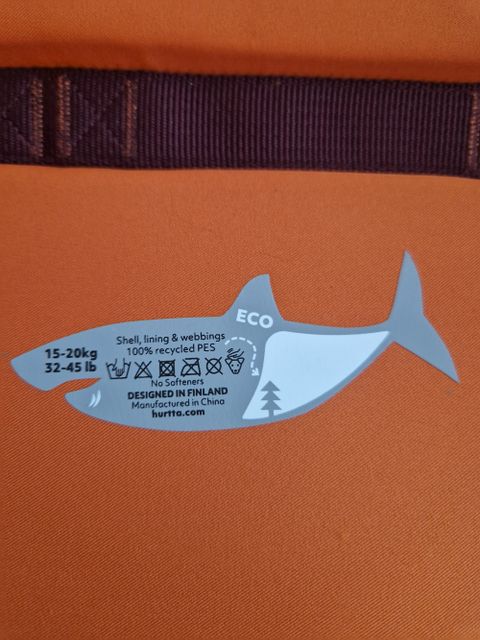 ECO
15-20kg
32-45 lb
Shell, lining & webbings
100% recycled PES
No Softeners
DESIGNED IN FINLAND
Manufactured in China
hurtta.com